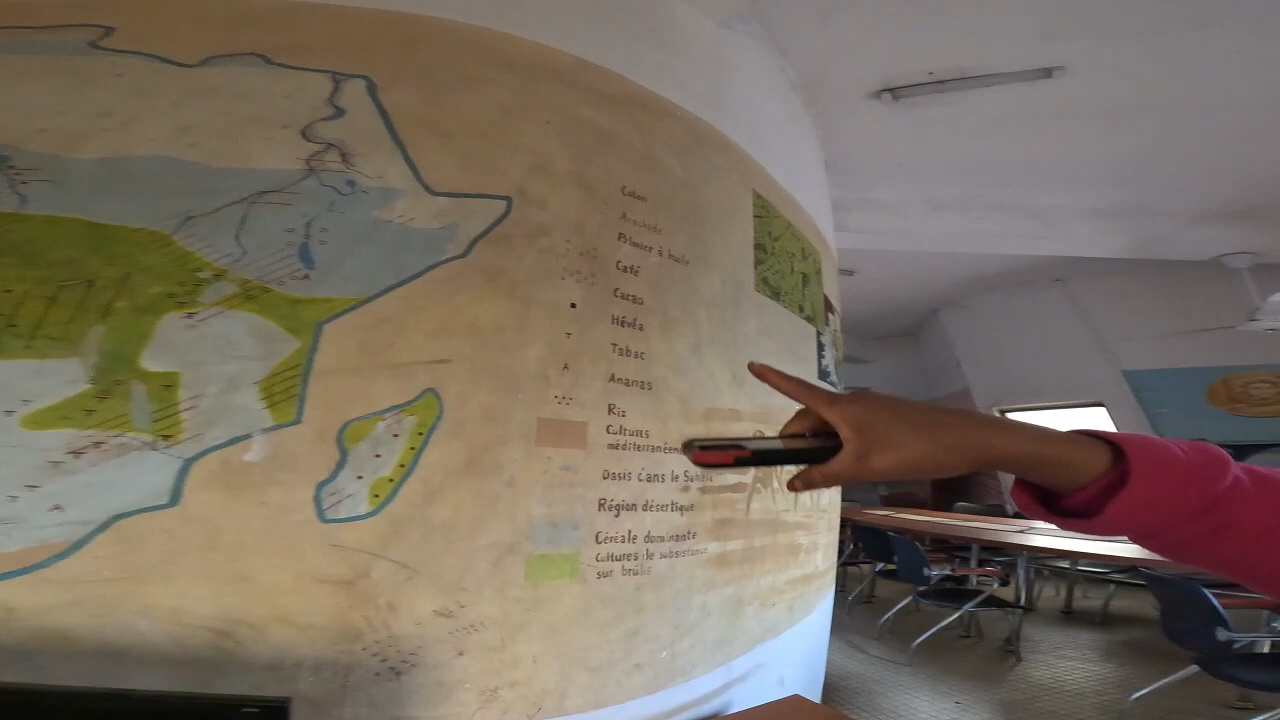 Coton
Arachide
Palmier à huile
Café
Cacao
Hévéa
T
Tabac
A
Ananas
Riz
Cultures
méditerranéen
Oasis dans le Sahara
Région désertique
Céréale dominante
Cultures de subsistance
sur brûlis